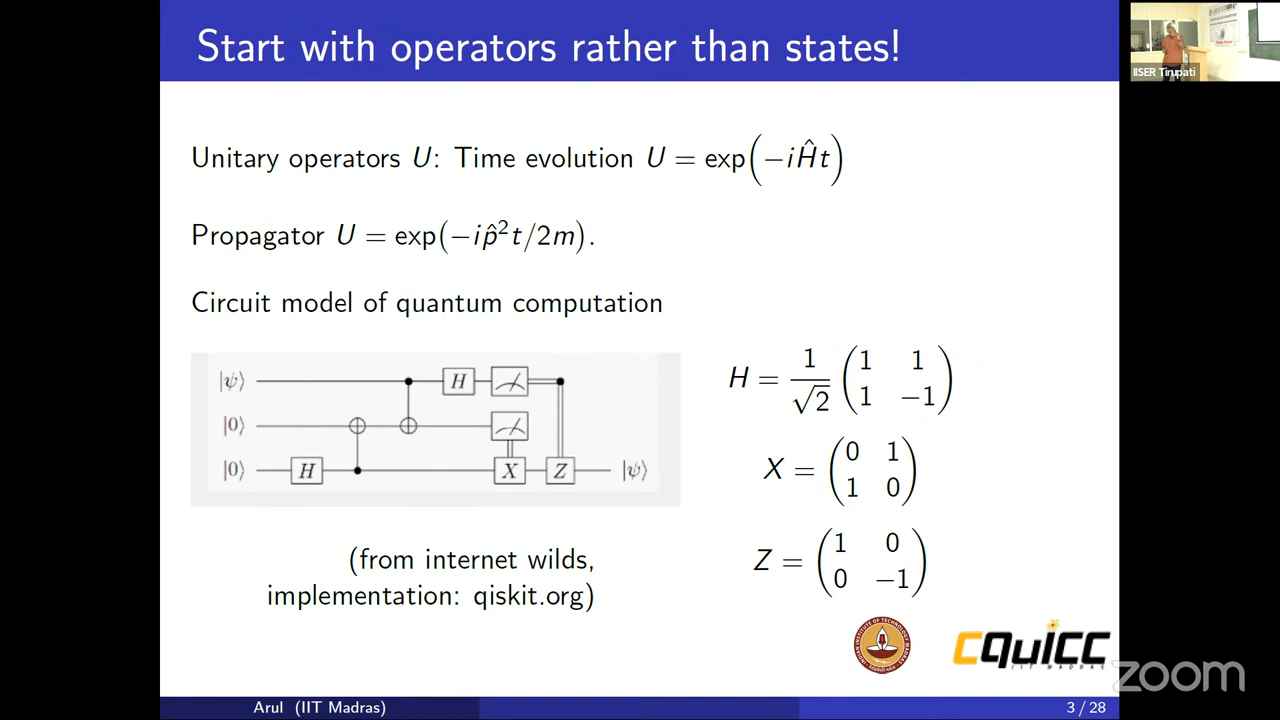 Start with operators rather than states!
IISER Tirupati
Unitary operators U: Time evolution U = exp(−iĤt)
Propagator U = exp(−ip̂²t/2m).
Circuit model of quantum computation
|ψ⟩ H
|0⟩
|0⟩ H X Z |ψ⟩
H = 1/√2 (1 1
1 −1)
X = (0 1
1 0)
Z = (1 0
0 −1)
(from internet wilds,
implementation: qiskit.org)
CQuICC
IIT MADRAS
zoom
Arul (IIT Madras)
3 / 28